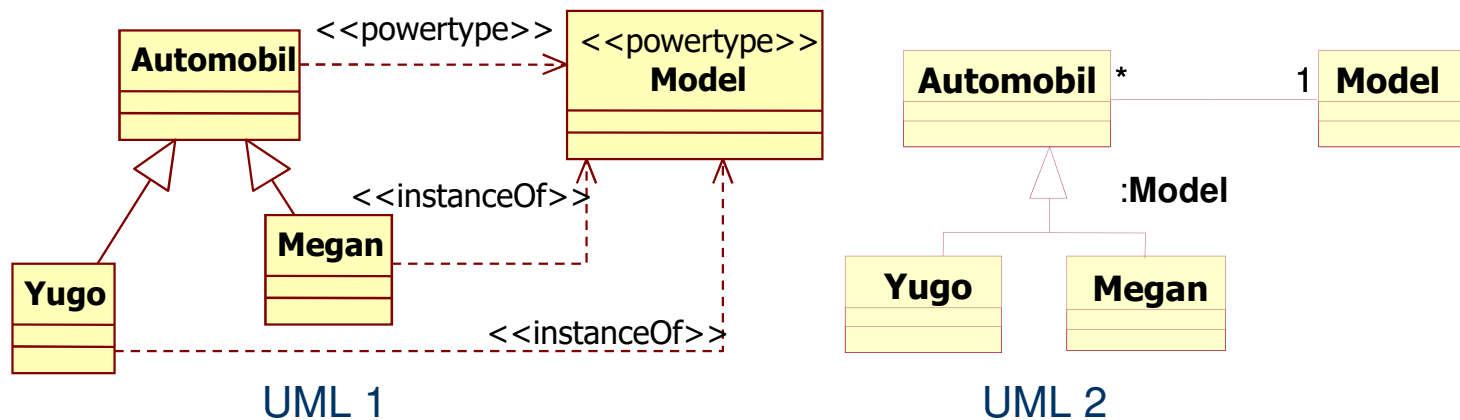 <<powertype>>
Automobil
<<powertype>>
Model
<<instanceOf>>
Megan
Yugo
<<instanceOf>>
UML 1
Automobil
*
1
Model
:Model
Yugo
Megan
UML 2